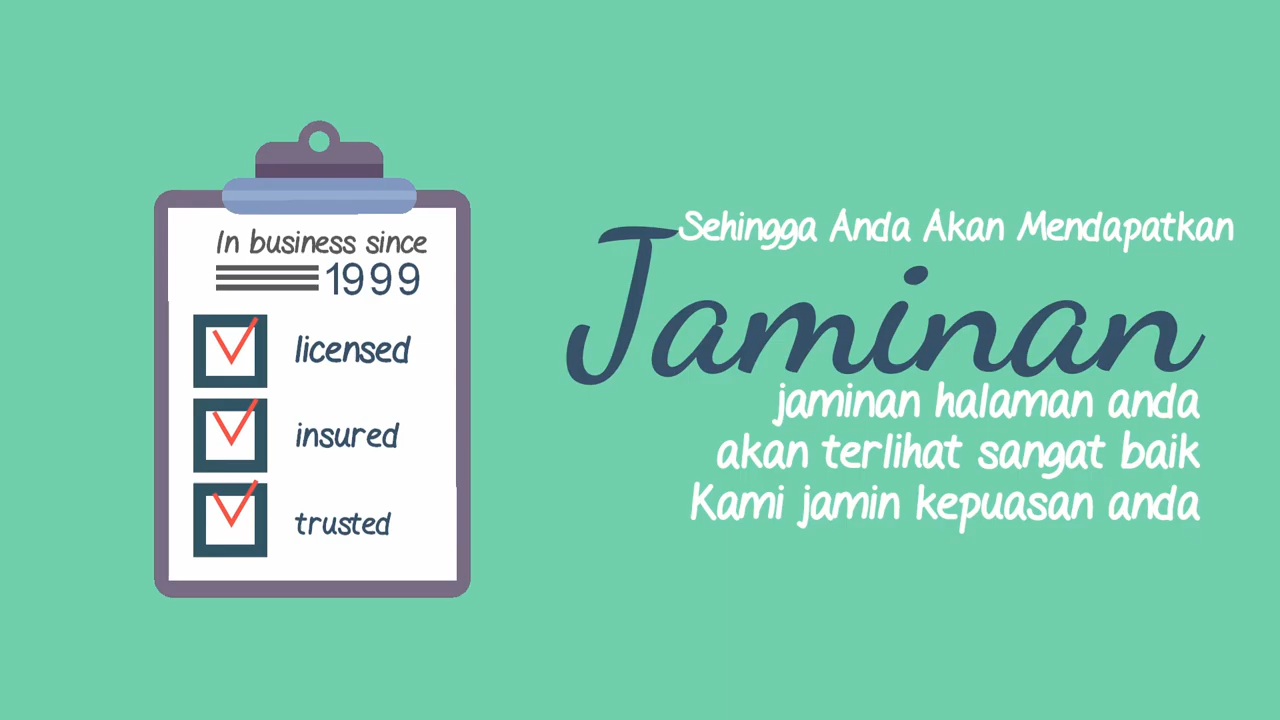 In business since
1999
licensed
insured
trusted
Sehingga Anda Akan Mendapatkan
Jaminan
jaminan halaman anda
akan terlihat sangat baik
Kami jamin kepuasan anda